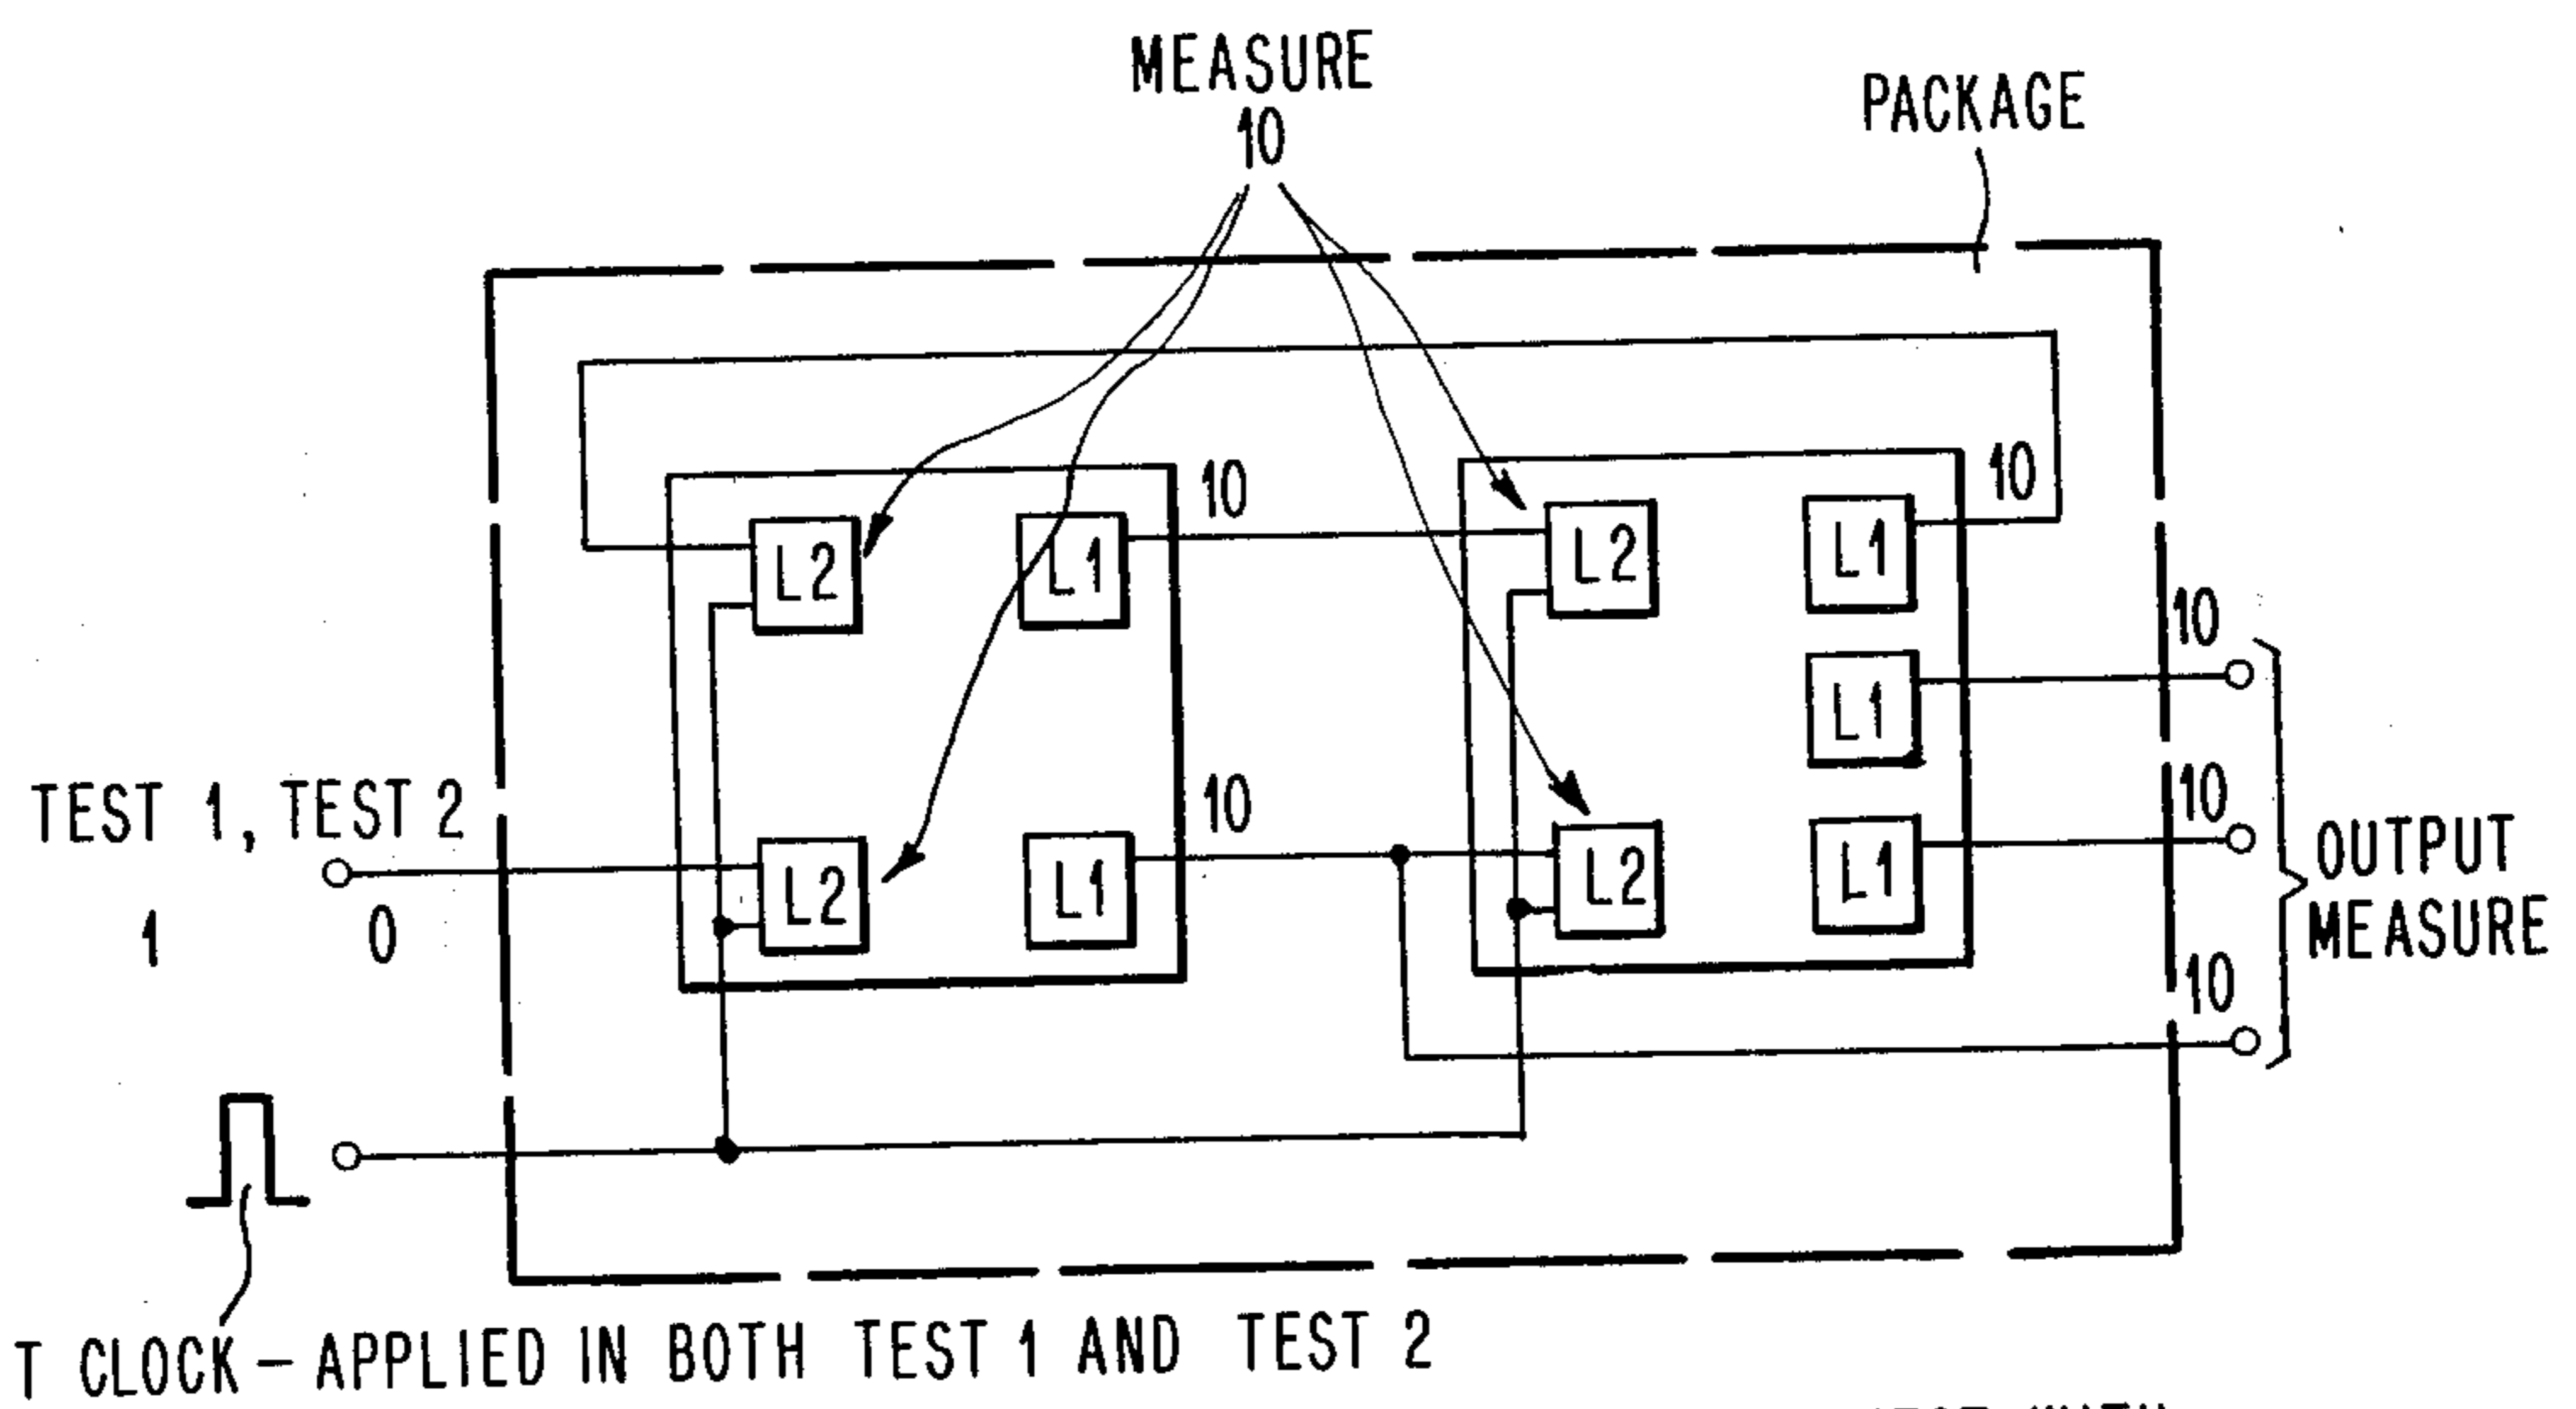 MEASURE
10
PACKAGE
10
10
L2
L1
L2
L1
10
L1
TEST 1, TEST 2
10
10
L2
L1
L2
L1
OUTPUT
MEASURE
1
0
10
T CLOCK – APPLIED IN BOTH TEST 1 AND TEST 2